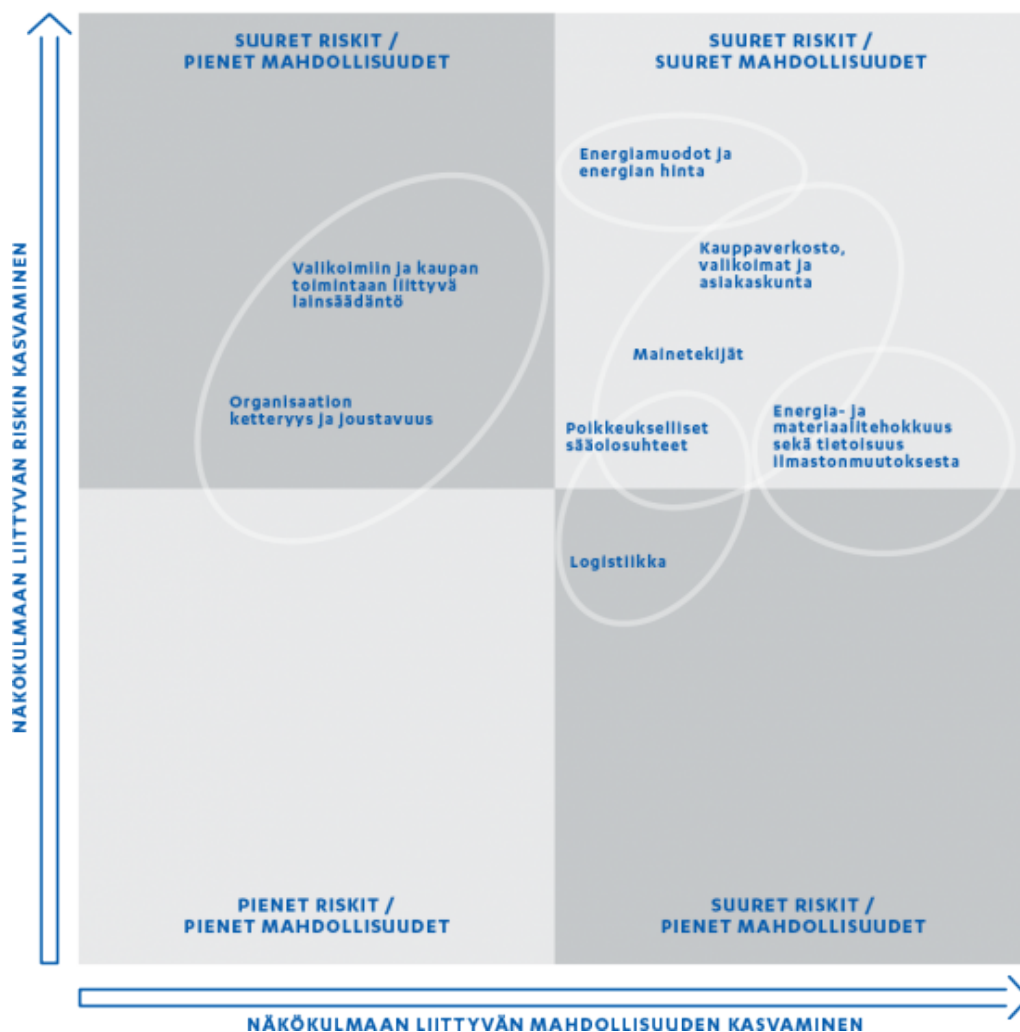 SUURET RISKIT /
PIENET MAHDOLLISUUDET
SUURET RISKIT /
SUURET MAHDOLLISUUDET
Energiamuodot ja
energian hinta
Valikoimiin ja kaupan
toimintaan liittyvä
lainsäädäntö
Kauppaverkosto,
valikoimat ja
asiakaskunta
Mainetekijät
Organisaation
ketteryys ja joustavuus
Poikkeukselliset
sääolosuhteet
Energia- ja
materiaalitehokkuus
sekä tietoisuus
ilmastonmuutoksesta
Logistiikka
PIENET RISKIT /
PIENET MAHDOLLISUUDET
SUURET RISKIT /
PIENET MAHDOLLISUUDET
NÄKÖKULMAAN LIITTYVÄN RISKIN KASVAMINEN
NÄKÖKULMAAN LIITTYVÄN MAHDOLLISUUDEN KASVAMINEN